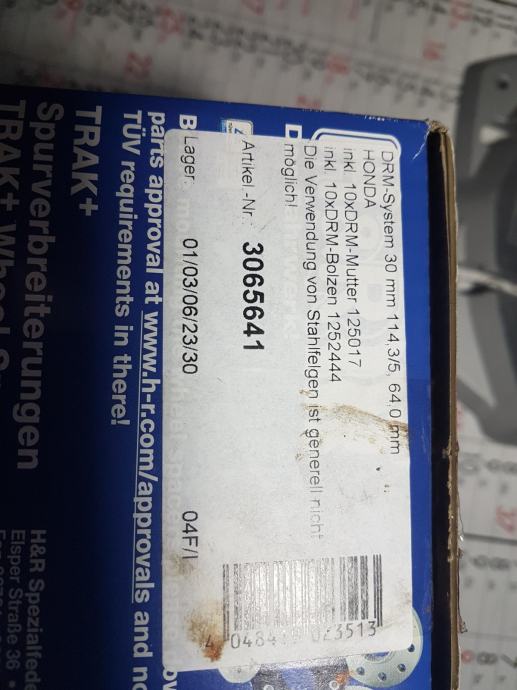 DRM-System 30 mm 114,3/5, 64,0 mm
HONDA
inkl. 10xDRM-Mutter 125017
inkl. 10xDRM-Bolzen 1252444
Die Verwendung von Stahlfelgen ist generell nicht
möglich!
Artikel.-Nr.: 3065641
Lager: 01/03/06/23/30 04F/L
parts approval at www.h-r.com/approvals and
TÜV requirements in there!
TRAK+
Spurverbreiterungen
TRAK+
H&R
Elsper Straße 36